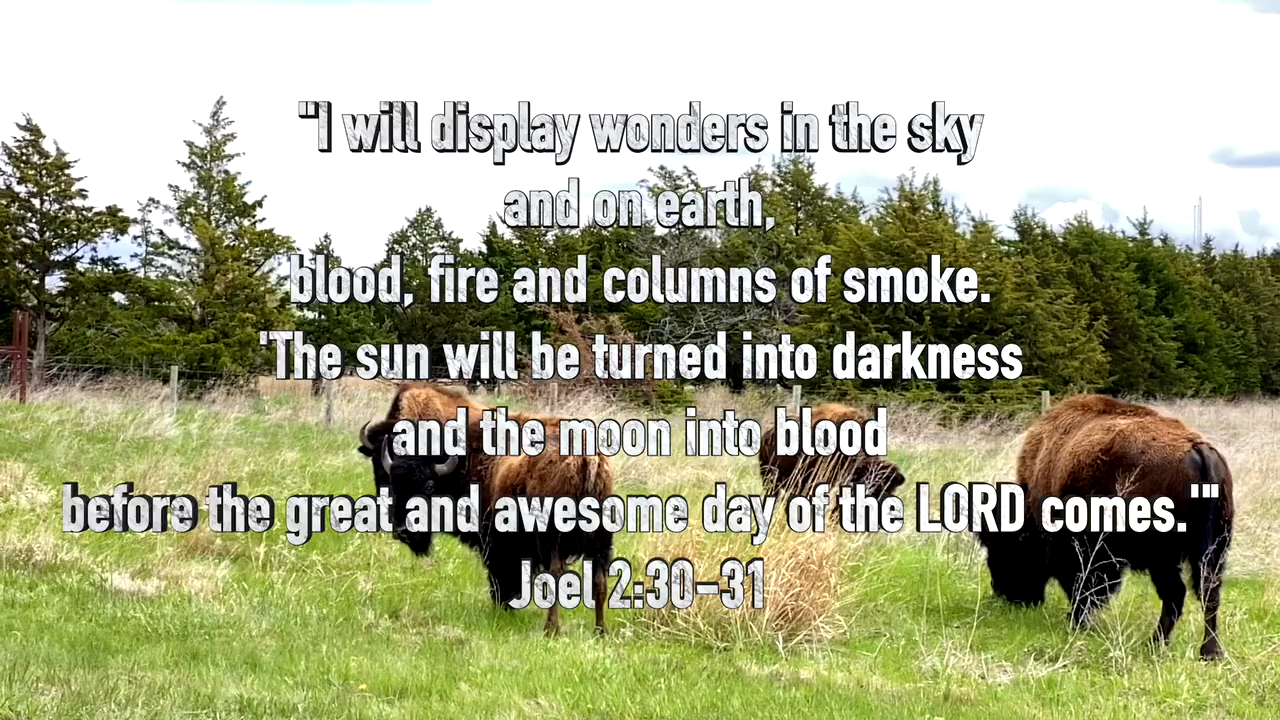 "I will display wonders in the sky
and on earth,
blood, fire and columns of smoke.
'The sun will be turned into darkness
and the moon into blood
before the great and awesome day of the LORD comes.'"
Joel 2:30-31